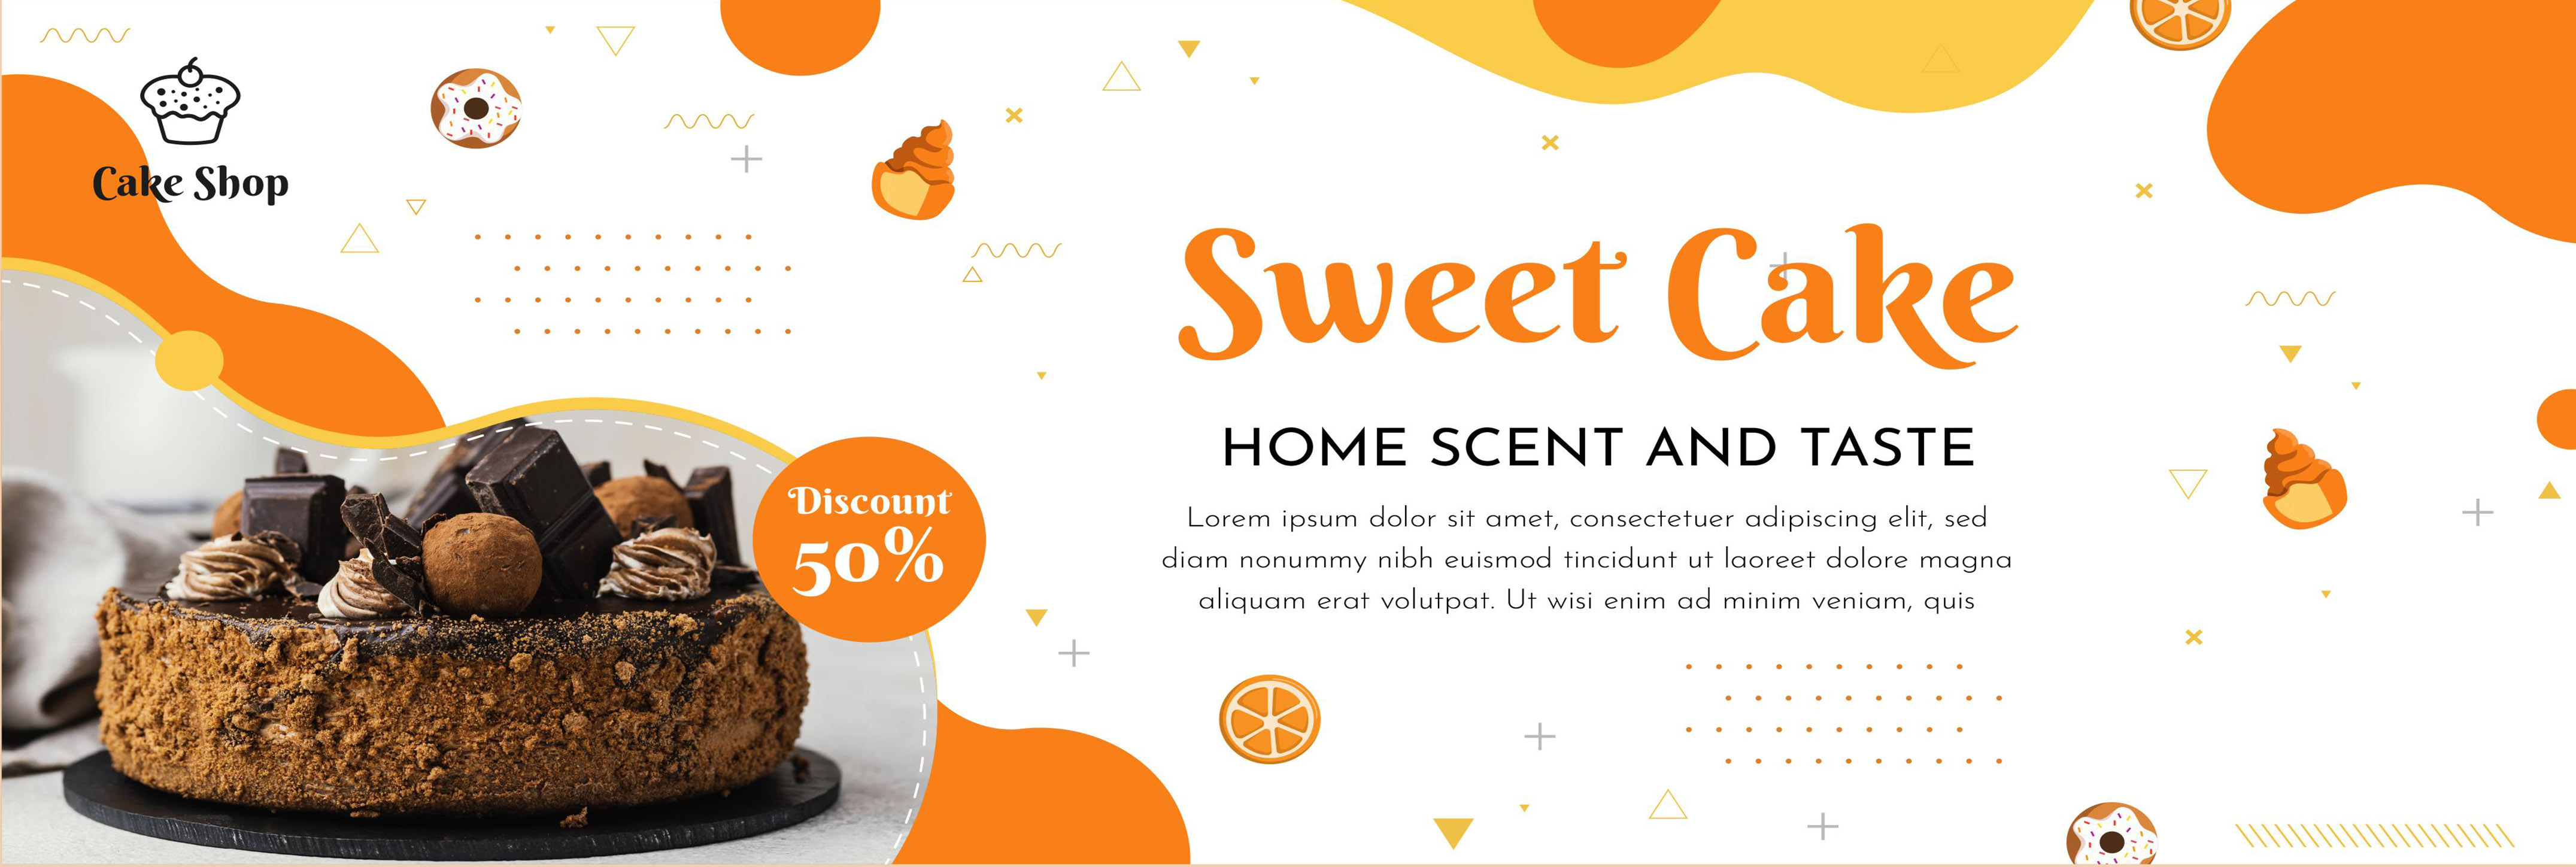 Cake Shop
Sweet Cake
HOME SCENT AND TASTE
Lorem ipsum dolor sit amet, consectetuer adipiscing elit, sed
diam nonummy nibh euismod tincidunt ut laoreet dolore magna
aliquam erat volutpat. Ut wisi enim ad minim veniam, quis
Discount
50%